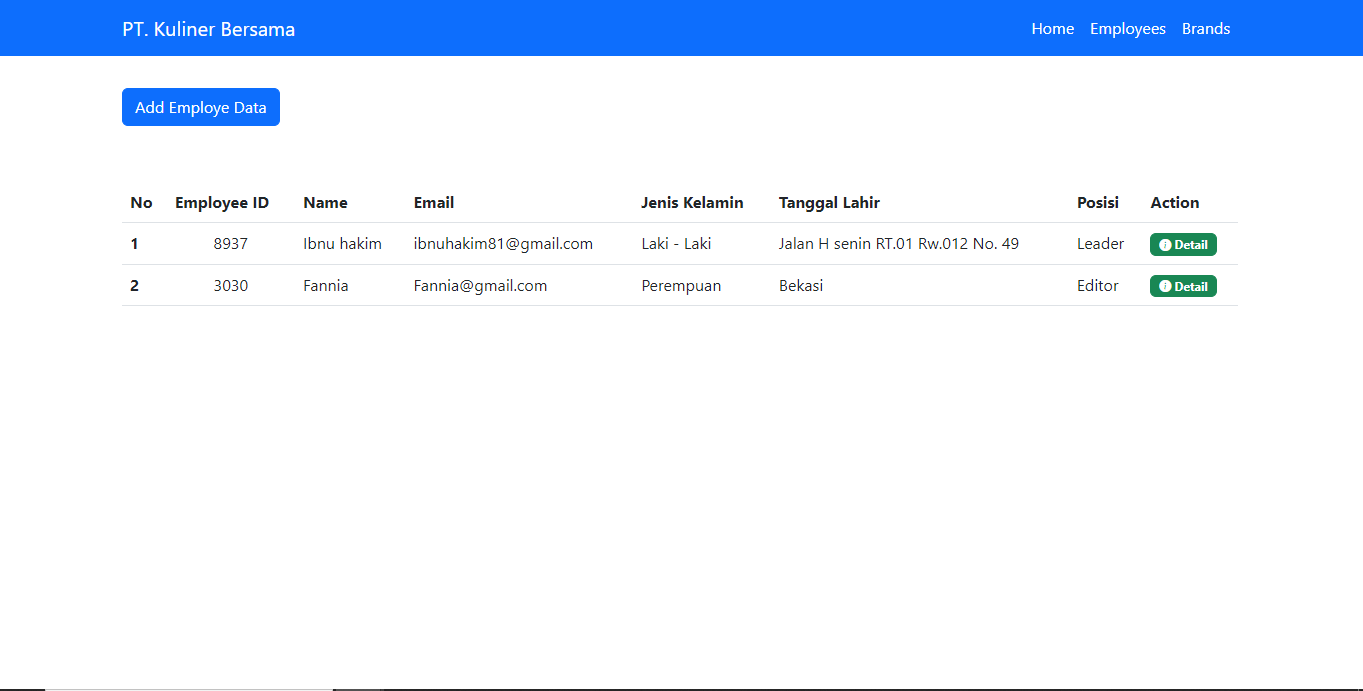 PT. Kuliner Bersama Home Employees Brands
Add Employe Data
No Employee ID Name Email Jenis Kelamin Tanggal Lahir Posisi Action
1 8937 Ibnu hakim ibnuhakim81@gmail.com Laki - Laki Jalan H senin RT.01 Rw.012 No. 49 Leader Detail
2 3030 Fannia Fannia@gmail.com Perempuan Bekasi Editor Detail